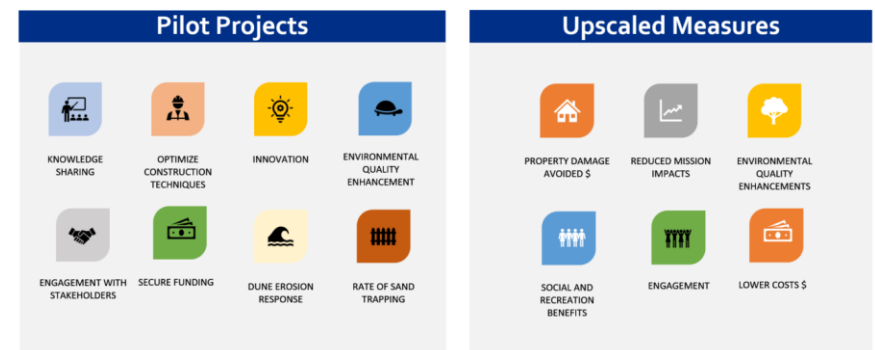 Pilot Projects
KNOWLEDGE
SHARING
OPTIMIZE
CONSTRUCTION
TECHNIQUES
INNOVATION
ENVIRONMENTAL
QUALITY
ENHANCEMENT
ENGAGEMENT WITH
STAKEHOLDERS
SECURE FUNDING
DUNE EROSION
RESPONSE
RATE OF SAND
TRAPPING
Upscaled Measures
PROPERTY DAMAGE
AVOIDED $
REDUCED MISSION
IMPACTS
ENVIRONMENTAL
QUALITY
ENHANCEMENTS
SOCIAL AND
RECREATION
BENEFITS
ENGAGEMENT
LOWER COSTS $